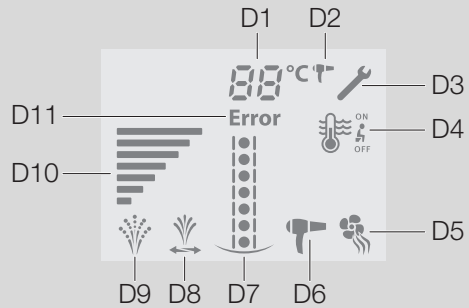 D1 D2
88°C
D3
D11 Error
ON
D4
OFF
D10
D5
D9 D8 D7 D6